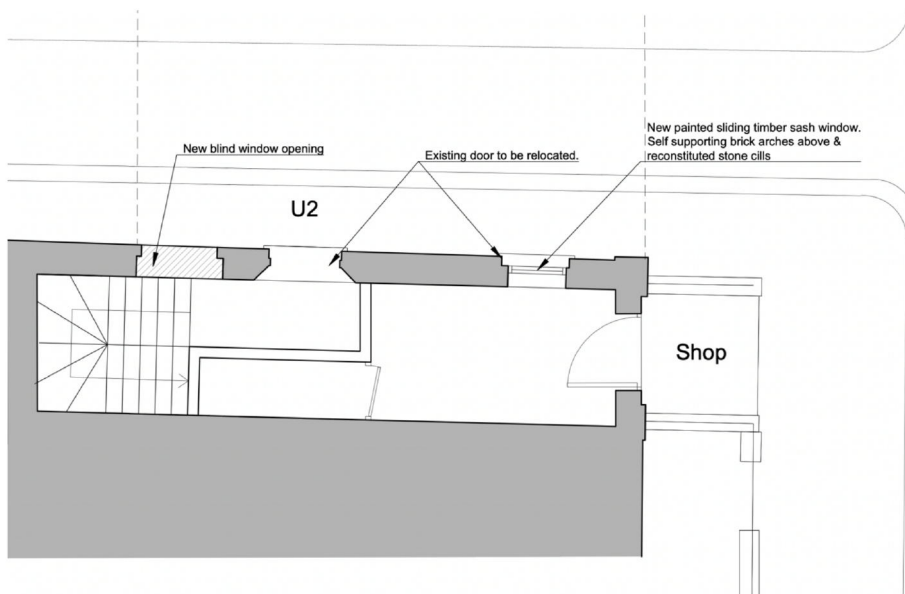 New painted sliding timber sash window.
Self supporting brick arches above &
reconstituted stone cills
New blind window opening
Existing door to be relocated.
U2
Shop